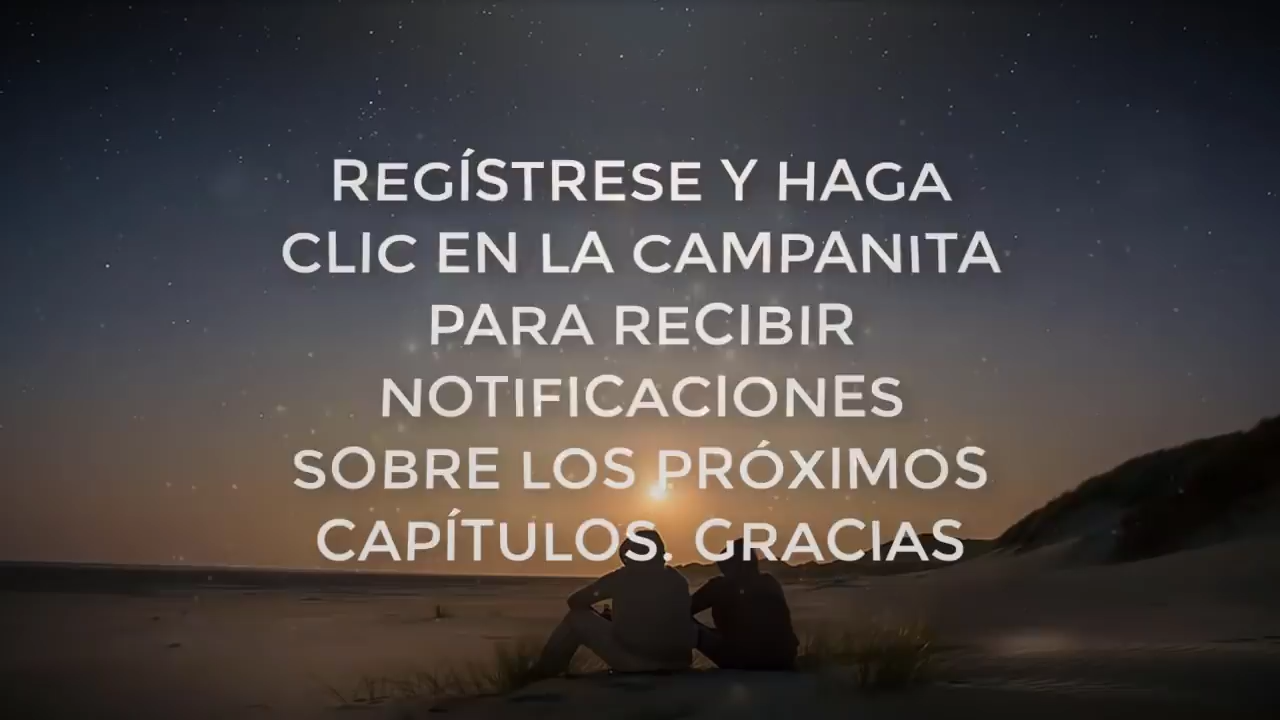 REGÍSTRESE Y HAGA
CLIC EN LA CAMPANITA
PARA RECIBIR
NOTIFICACIONES
SOBRE LOS PRÓXIMOS
CAPÍTULOS. GRACIAS